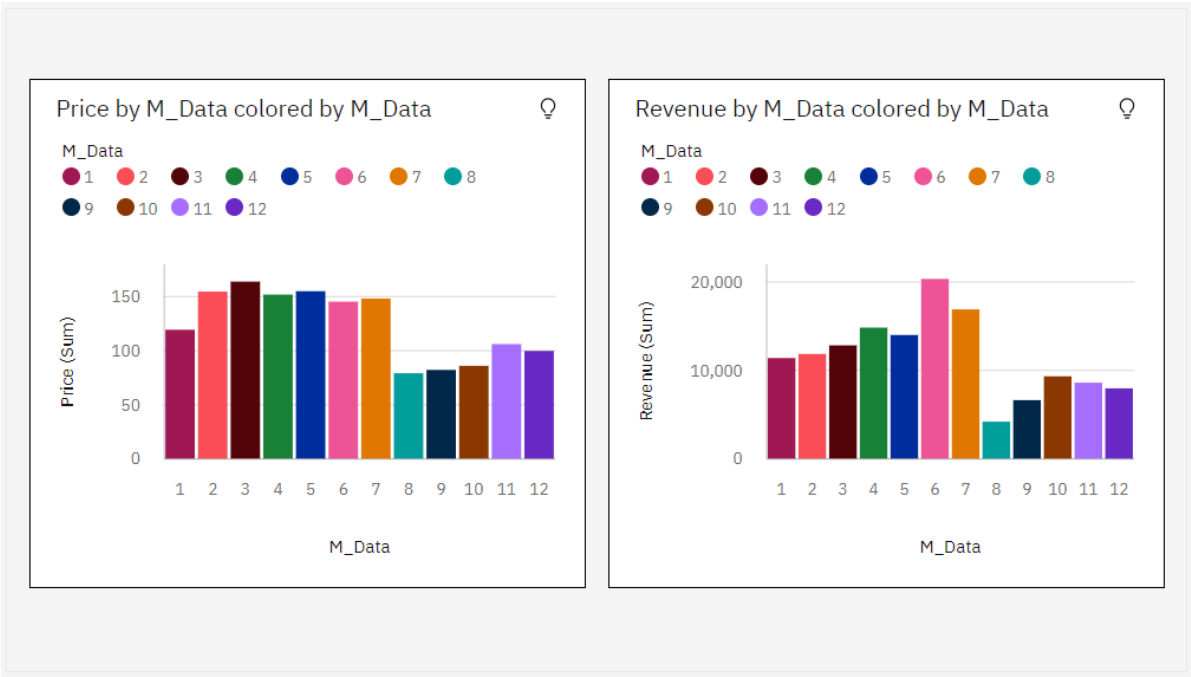 Price by M_Data colored by M_Data
M_Data
1 2 3 4 5 6 7 8
9 10 11 12
Price (Sum)
150
100
50
0
1 2 3 4 5 6 7 8 9 10 11 12
M_Data
Revenue by M_Data colored by M_Data
M_Data
1 2 3 4 5 6 7 8
9 10 11 12
Revenue (Sum)
20,000
10,000
0
1 2 3 4 5 6 7 8 9 10 11 12
M_Data